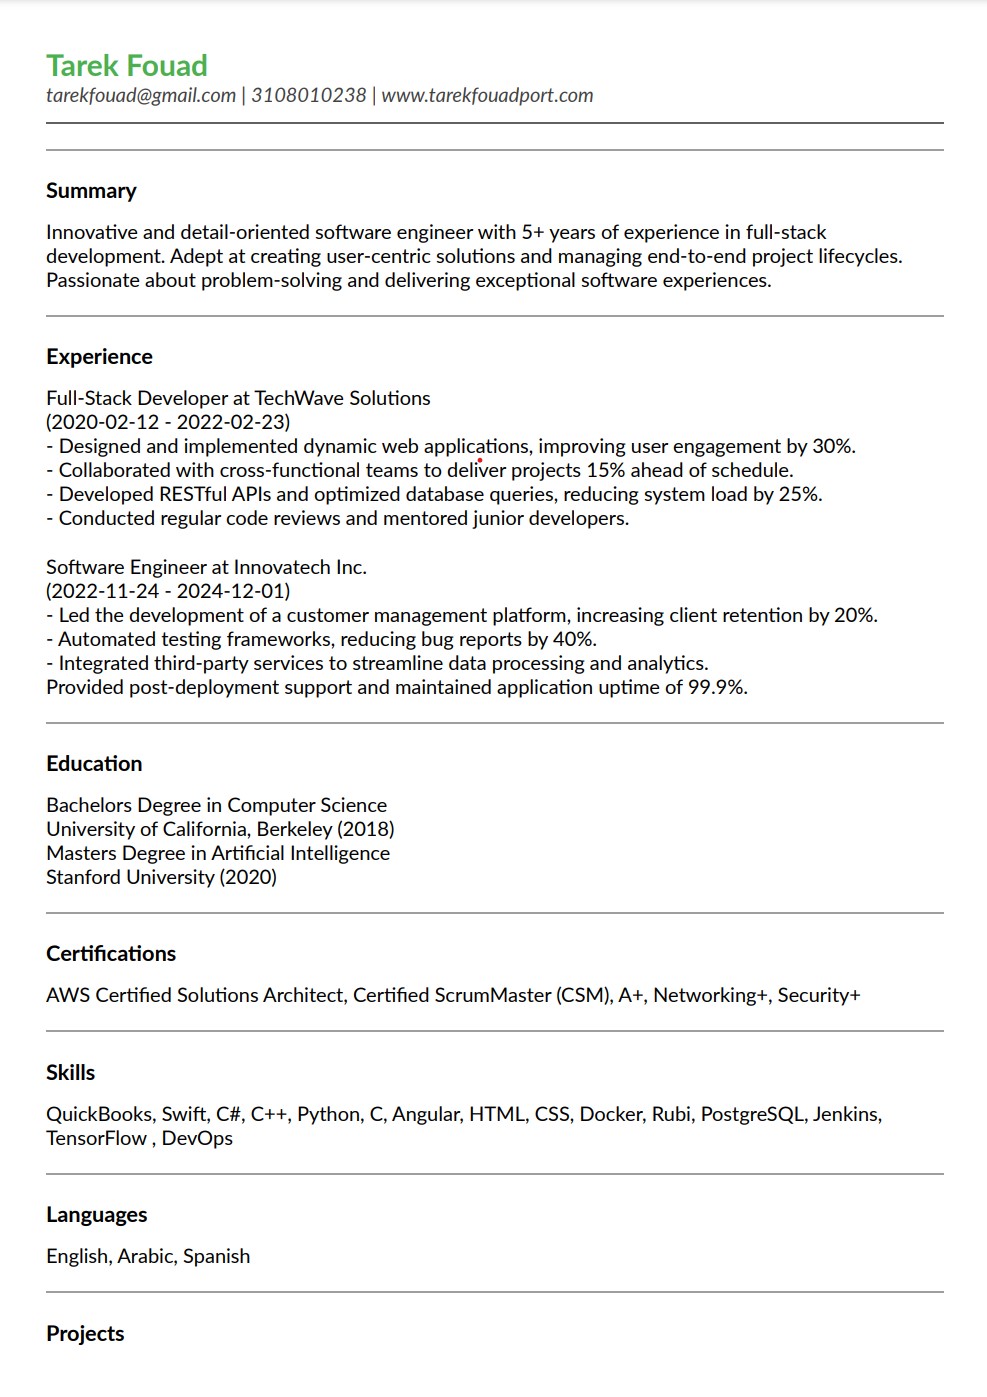 Tarek Fouad
tarekfouad@gmail.com | 3108010238 | www.tarekfouadport.com
Summary
Innovative and detail-oriented software engineer with 5+ years of experience in full-stack
development. Adept at creating user-centric solutions and managing end-to-end project lifecycles.
Passionate about problem-solving and delivering exceptional software experiences.
Experience
Full-Stack Developer at TechWave Solutions
(2020-02-12 - 2022-02-23)
- Designed and implemented dynamic web applications, improving user engagement by 30%.
- Collaborated with cross-functional teams to deliver projects 15% ahead of schedule.
- Developed RESTful APIs and optimized database queries, reducing system load by 25%.
- Conducted regular code reviews and mentored junior developers.
Software Engineer at Innovatech Inc.
(2022-11-24 - 2024-12-01)
- Led the development of a customer management platform, increasing client retention by 20%.
- Automated testing frameworks, reducing bug reports by 40%.
- Integrated third-party services to streamline data processing and analytics.
Provided post-deployment support and maintained application uptime of 99.9%.
Education
Bachelors Degree in Computer Science
University of California, Berkeley (2018)
Masters Degree in Artificial Intelligence
Stanford University (2020)
Certifications
AWS Certified Solutions Architect, Certified ScrumMaster (CSM), A+, Networking+, Security+
Skills
QuickBooks, Swift, C#, C++, Python, C, Angular, HTML, CSS, Docker, Rubi, PostgreSQL, Jenkins,
TensorFlow , DevOps
Languages
English, Arabic, Spanish
Projects